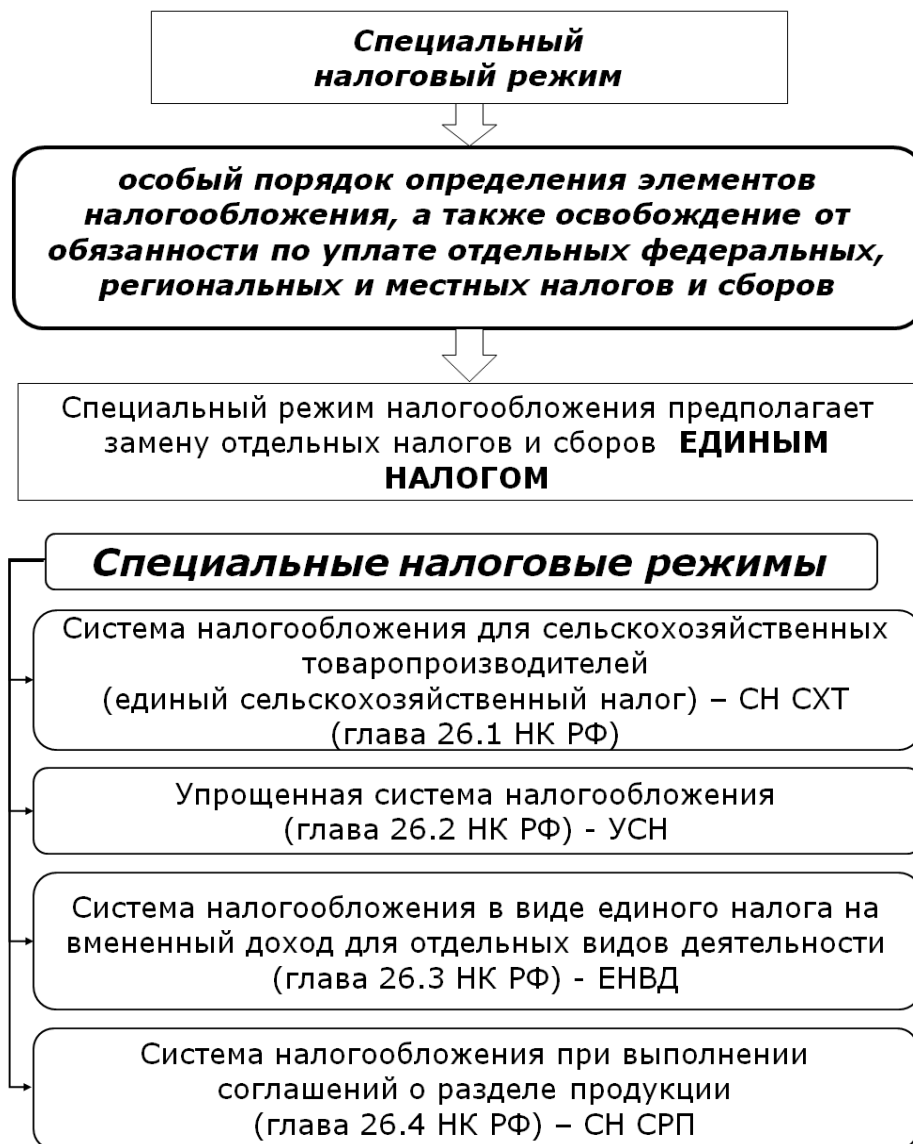 Специальный
налоговый режим
особый порядок определения элементов
налогообложения, а также освобождение от
обязанности по уплате отдельных федеральных,
региональных и местных налогов и сборов
Специальный режим налогообложения предполагает
замену отдельных налогов и сборов ЕДИНЫМ
НАЛОГОМ
Специальные налоговые режимы
Система налогообложения для сельскохозяйственных
товаропроизводителей
(единый сельскохозяйственный налог) – СН СХТ
(глава 26.1 НК РФ)
Упрощенная система налогообложения
(глава 26.2 НК РФ) - УСН
Система налогообложения в виде единого налога на
вмененный доход для отдельных видов деятельности
(глава 26.3 НК РФ) - ЕНВД
Система налогообложения при выполнении
соглашений о разделе продукции
(глава 26.4 НК РФ) – СН СРП